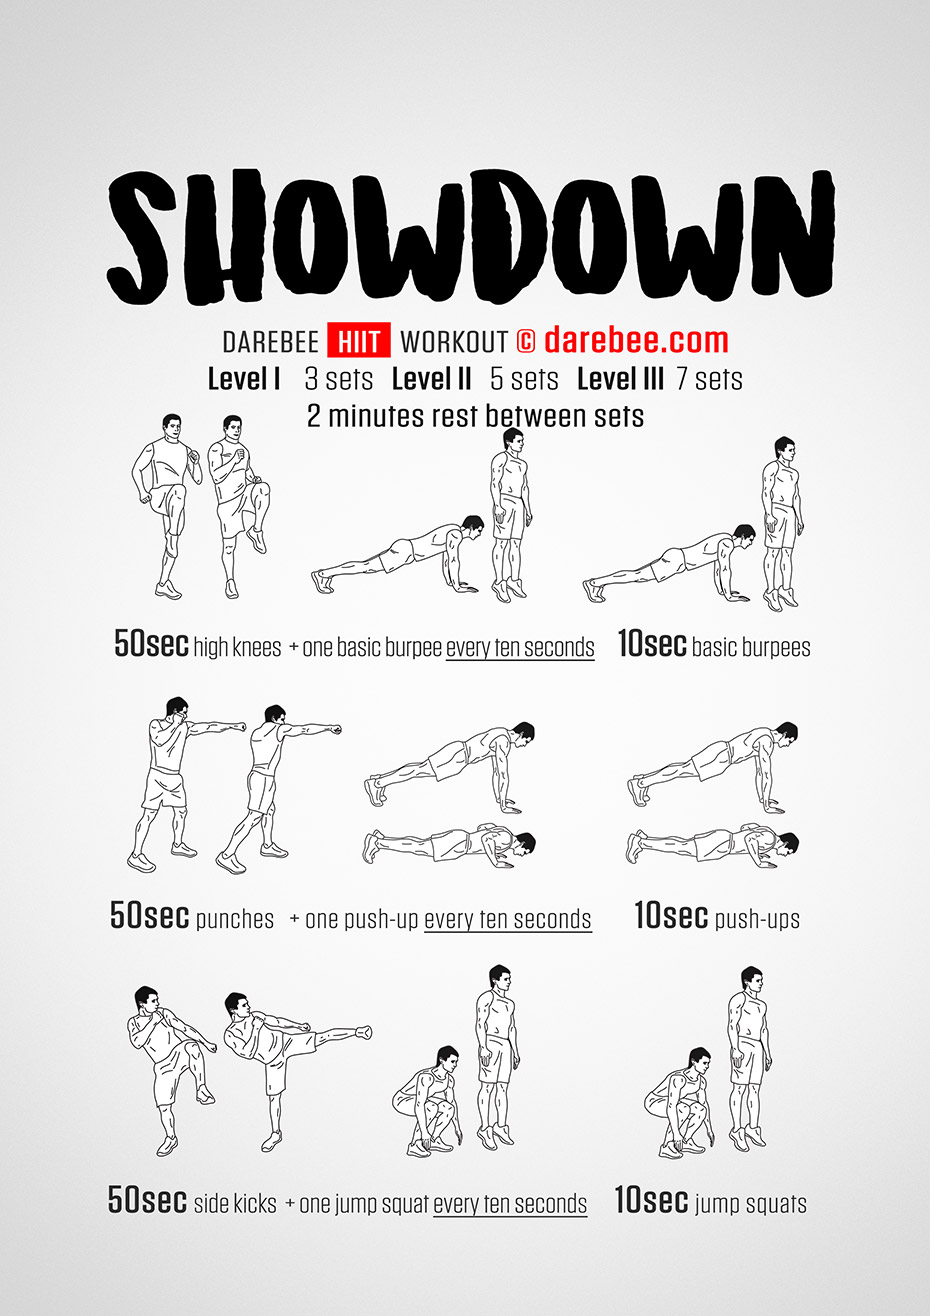 SHOWDOWN
DAREBEE HIIT WORKOUT © darebee.com
Level I 3 sets Level II 5 sets Level III 7 sets
2 minutes rest between sets
50sec high knees + one basic burpee every ten seconds 10sec basic burpees
50sec punches + one push-up every ten seconds 10sec push-ups
50sec side kicks + one jump squat every ten seconds 10sec jump squats